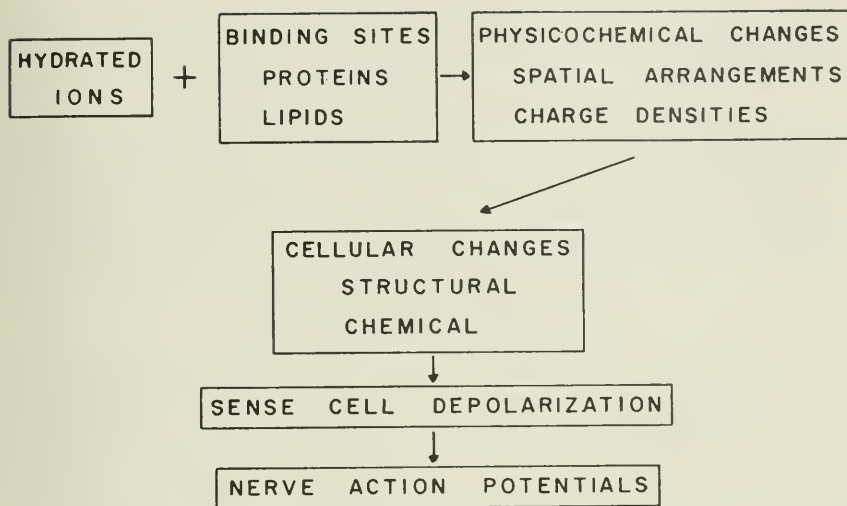 HYDRATED
IONS
+
BINDING SITES
PROTEINS
LIPIDS
PHYSICOCHEMICAL CHANGES
SPATIAL ARRANGEMENTS
CHARGE DENSITIES
CELLULAR CHANGES
STRUCTURAL
CHEMICAL
SENSE CELL DEPOLARIZATION
NERVE ACTION POTENTIALS